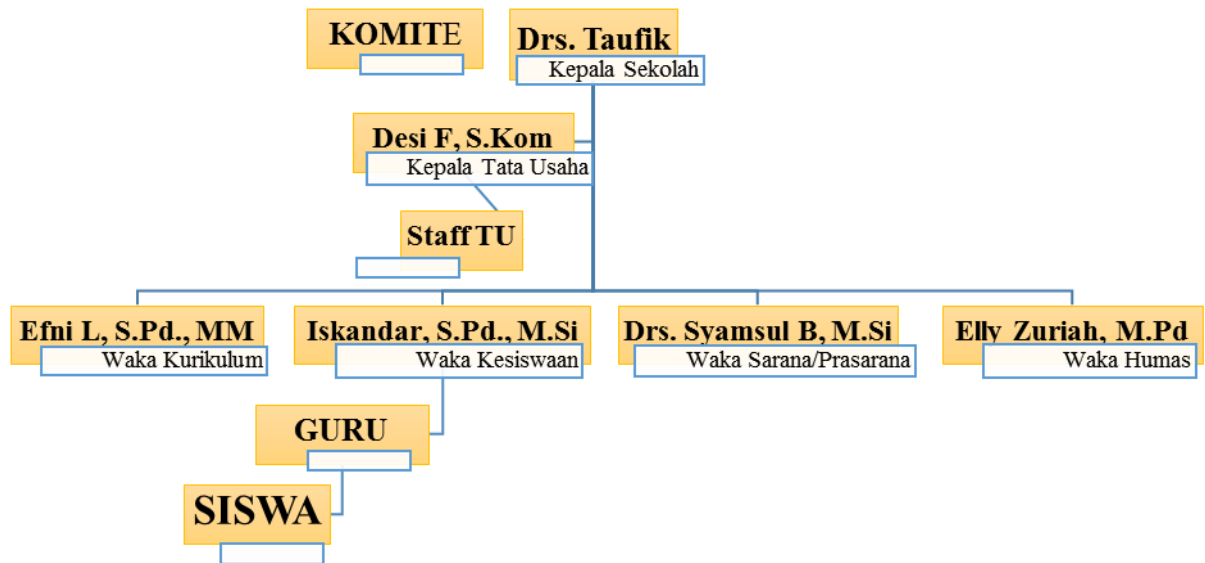 KOMITE
Drs. Taufik
Kepala Sekolah
Desi F, S.Kom
Kepala Tata Usaha
Staff TU
Efni L, S.Pd., MM
Waka Kurikulum
Iskandar, S.Pd., M.Si
Waka Kesiswaan
Drs. Syamsul B, M.Si
Waka Sarana/Prasarana
Elly Zuriah, M.Pd
Waka Humas
GURU
SISWA